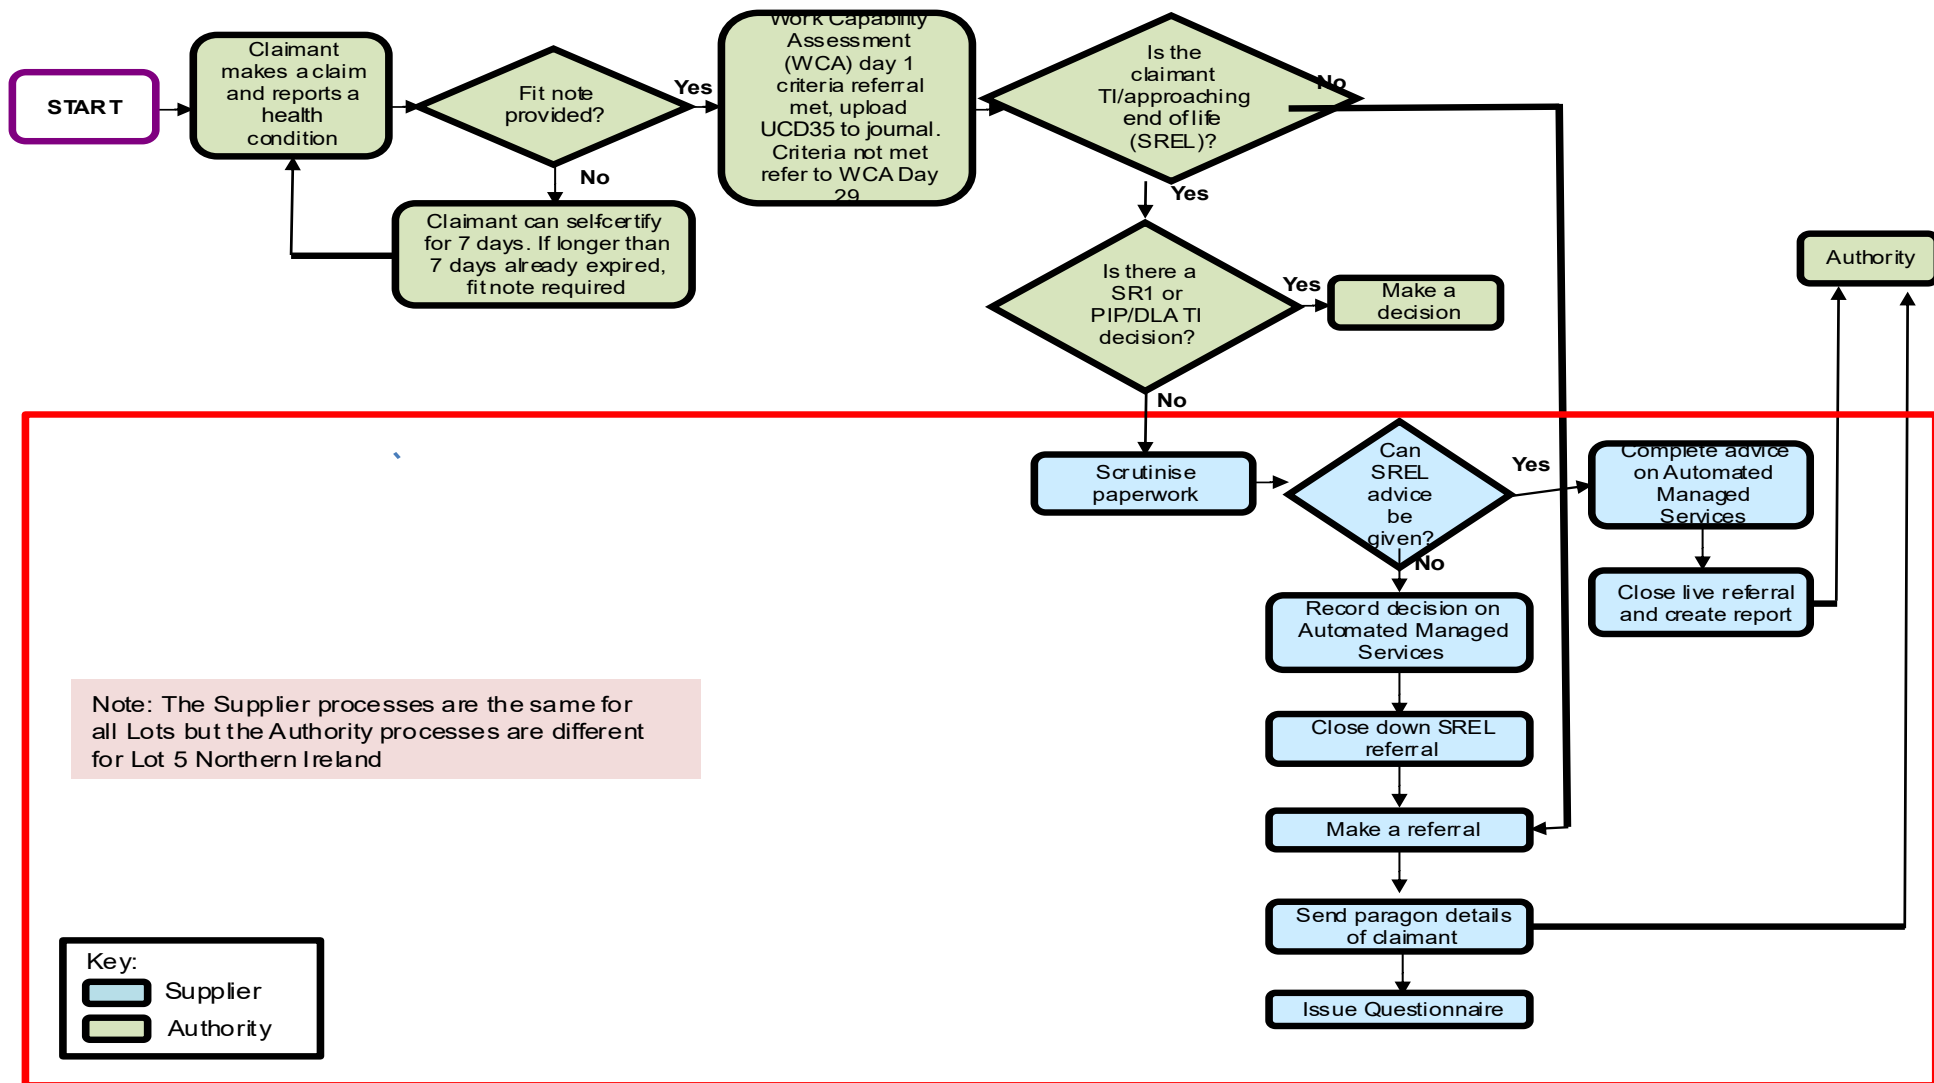 START
Claimant
makes a claim
and reports a
health
condition
Fit note
provided?
Yes
No
Claimant can self-certify
for 7 days. If longer than
7 days already expired,
fit note required
Work Capability
Assessment
(WCA) day 1
criteria referral
met, upload
UCD35 to journal.
Criteria not met
refer to WCA Day
29
Is the
claimant
TI/approaching
end of life
(SREL)?
No
Yes
Is there a
SR1 or
PIP/DLA TI
decision?
Yes
Make a
decision
No
Authority
Scrutinise
paperwork
Can
SREL
advice
be
given?
Yes
Complete advice
on Automated
Managed
Services
Close live referral
and create report
No
Record decision on
Automated Managed
Services
Close down SREL
referral
Make a referral
Send paragon details
of claimant
Issue Questionnaire
Note: The Supplier processes are the same for
all Lots but the Authority processes are different
for Lot 5 Northern Ireland
Key:
Supplier
Authority